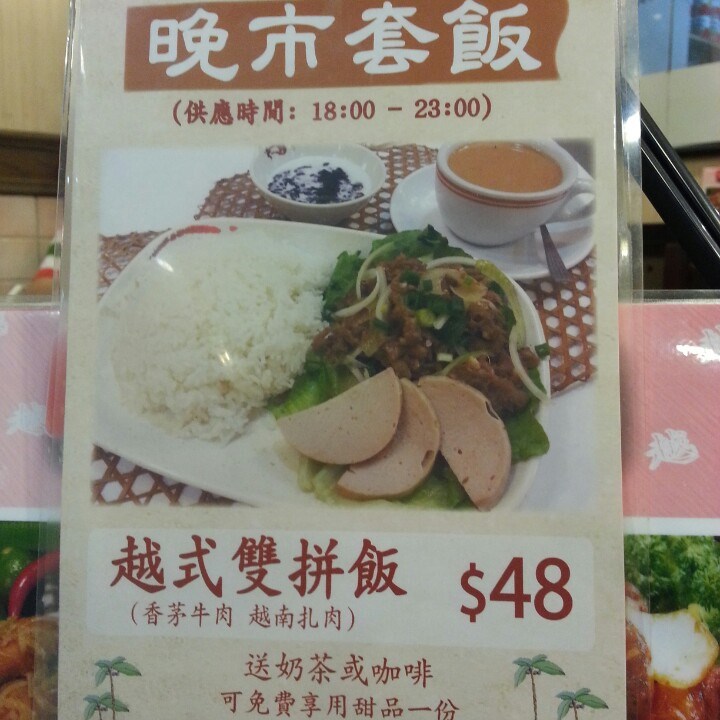 晚市套飯
(供應時間: 18:00 - 23:00)
越式雙拼飯
$48
(香茅牛肉 越南扎肉)
送奶茶或咖啡
可免費享用甜品一份